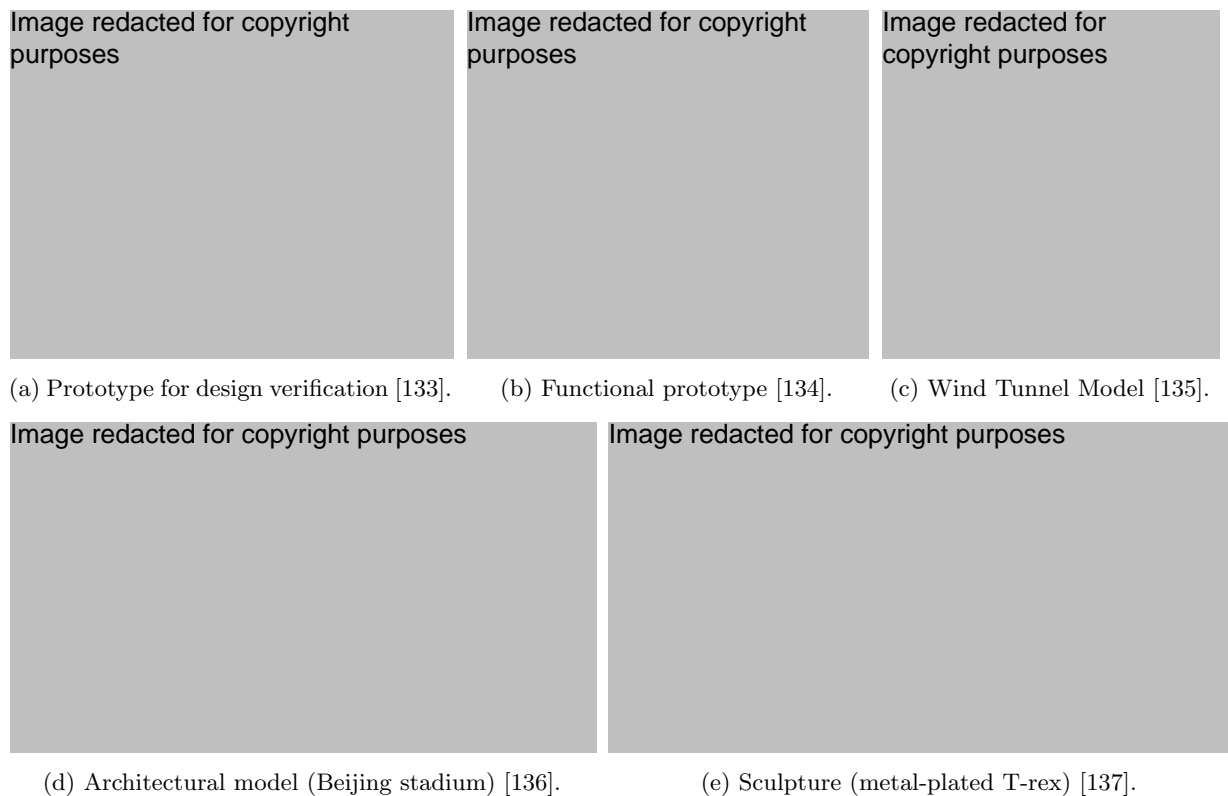 Image redacted for copyright
purposes
Image redacted for copyright
purposes
Image redacted for
copyright purposes
(a) Prototype for design verification [133].
(b) Functional prototype [134].
(c) Wind Tunnel Model [135].
Image redacted for copyright purposes
Image redacted for copyright purposes
(d) Architectural model (Beijing stadium) [136].
(e) Sculpture (metal-plated T-rex) [137].